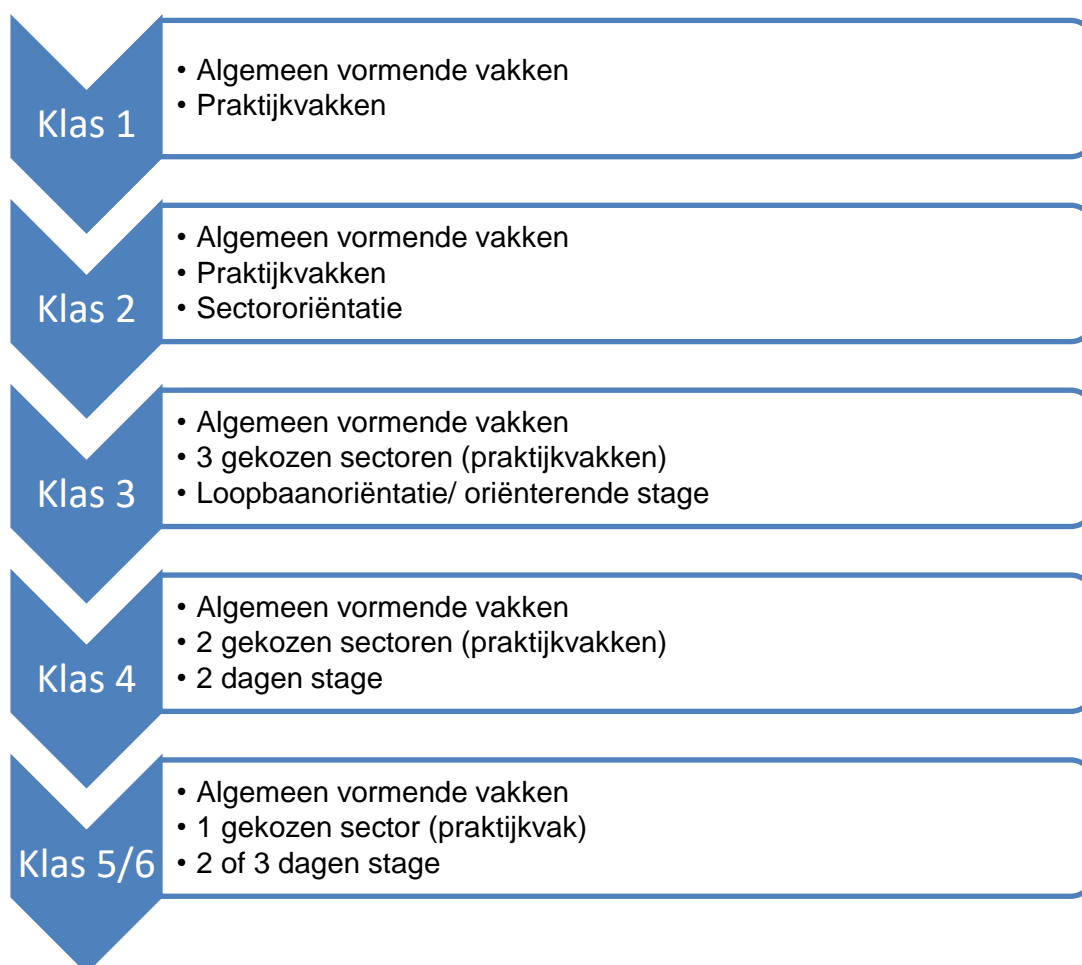 Klas 1
• Algemeen vormende vakken
• Praktijkvakken
Klas 2
• Algemeen vormende vakken
• Praktijkvakken
• Sectororiëntatie
Klas 3
• Algemeen vormende vakken
• 3 gekozen sectoren (praktijkvakken)
• Loopbaanoriëntatie/ oriënterende stage
Klas 4
• Algemeen vormende vakken
• 2 gekozen sectoren (praktijkvakken)
• 2 dagen stage
Klas 5/6
• Algemeen vormende vakken
• 1 gekozen sector (praktijkvak)
• 2 of 3 dagen stage